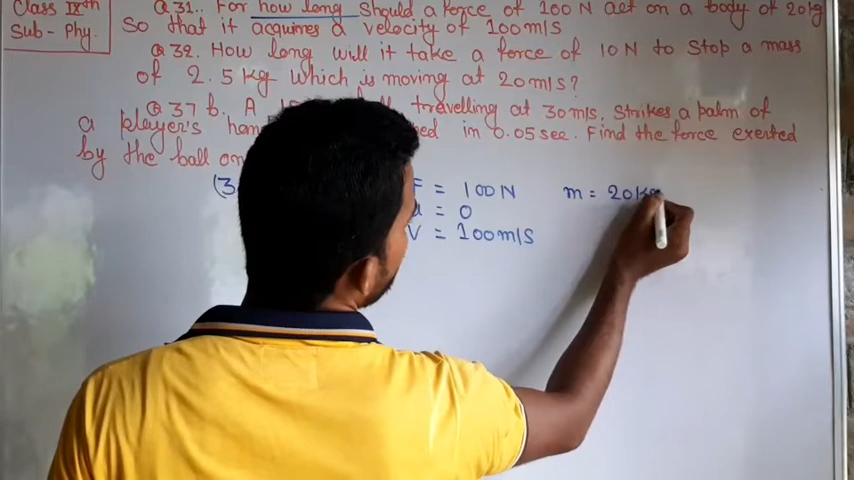 Class IXth
Sub - Phy.
Q31.. For how long should a force of 100 N act on a body of 20kg
So that it acquires a velocity of 100m/s
Q32. How long will it take a force of 10 N to stop a mass
of 2.5 kg which is moving at 20m/s?
Q37 b. A travelling at 30m/s, strikes a palm of
a player's in 0.05 sec. Find the force exerted
by the ball on
F = 100N m = 20kg
u = 0
V = 100m/s